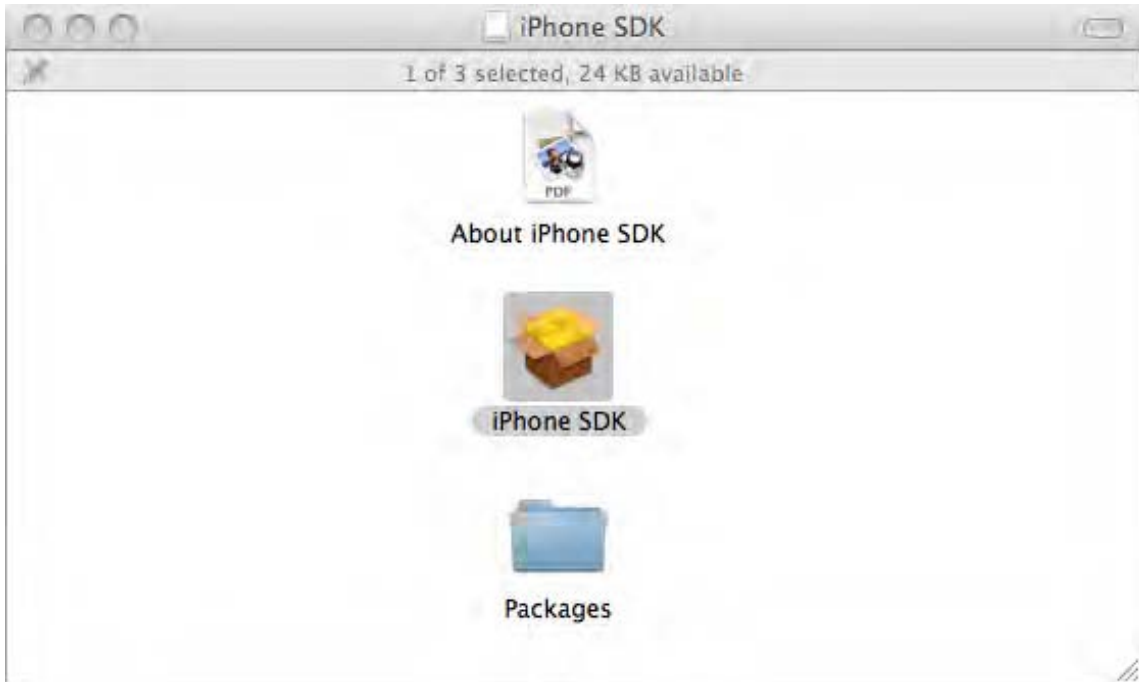 iPhone SDK
1 of 3 selected, 24 KB available
PDF
About iPhone SDK
iPhone SDK
Packages